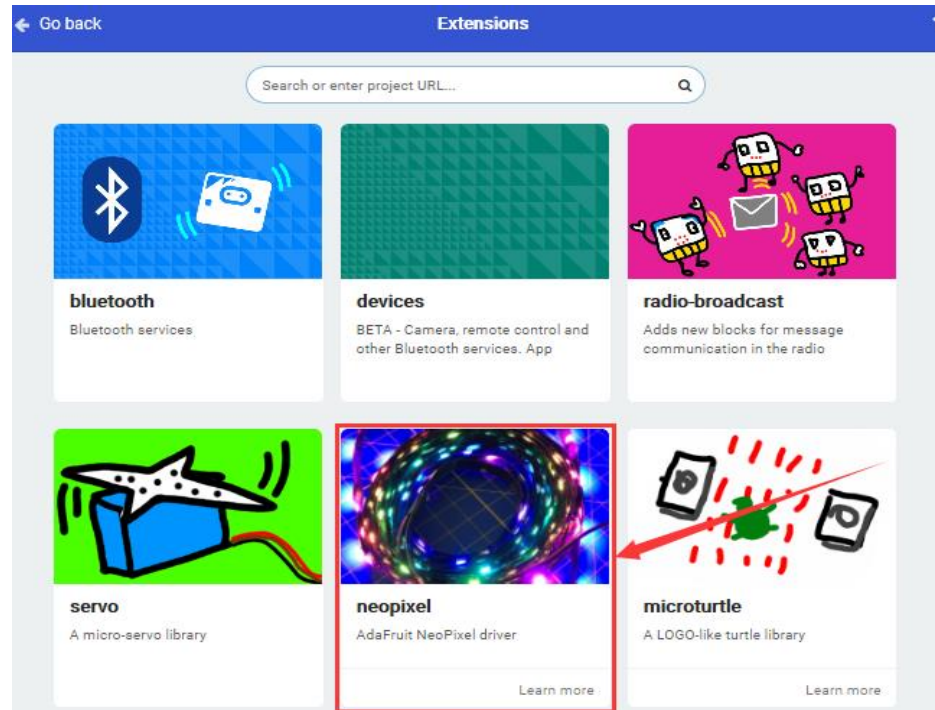 Go back
Extensions
Search or enter project URL...
bluetooth
Bluetooth services
devices
BETA - Camera, remote control and
other Bluetooth services. App
radio-broadcast
Adds new blocks for message
communication in the radio
servo
A micro-servo library
neopixel
AdaFruit NeoPixel driver
Learn more
microturtle
A LOGO-like turtle library
Learn more